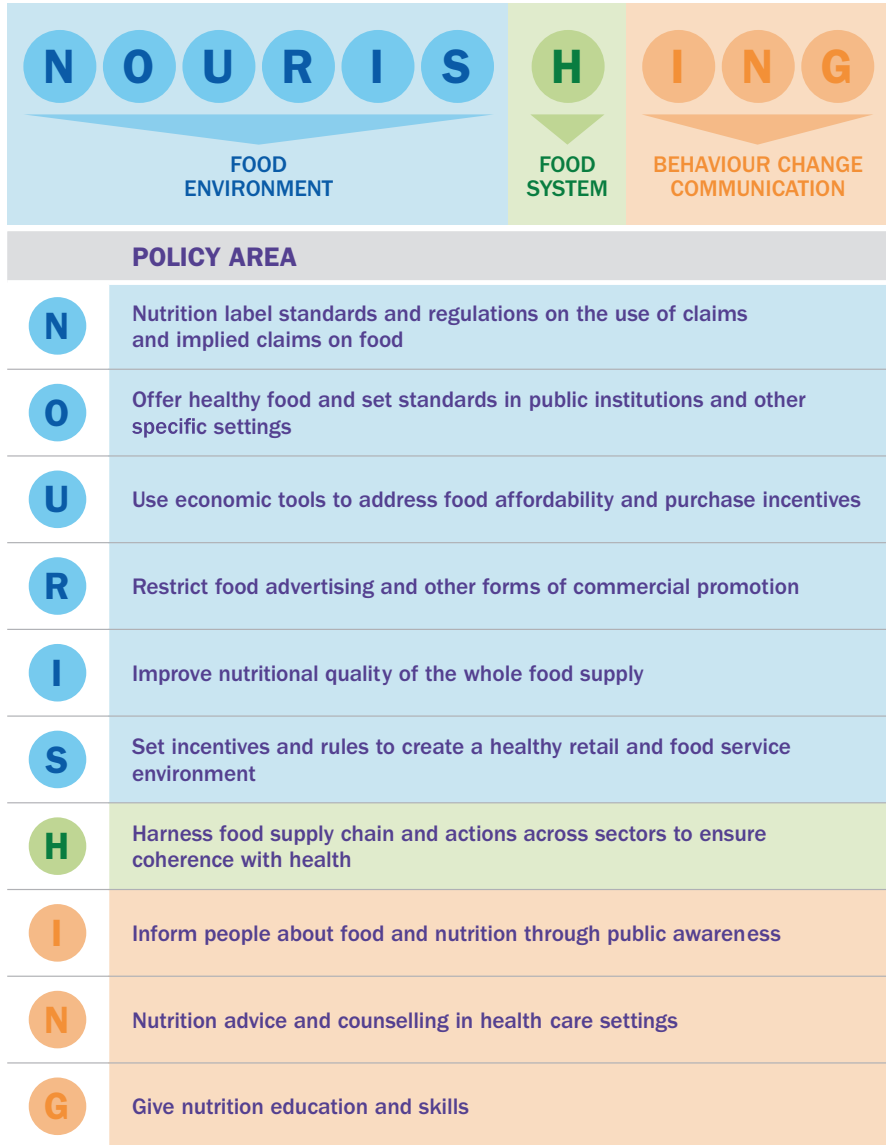 N O U R I S H I N G
FOOD
ENVIRONMENT
FOOD
SYSTEM
BEHAVIOUR CHANGE
COMMUNICATION
POLICY AREA
N
Nutrition label standards and regulations on the use of claims
and implied claims on food
O
Offer healthy food and set standards in public institutions and other
specific settings
U
Use economic tools to address food affordability and purchase incentives
R
Restrict food advertising and other forms of commercial promotion
I
Improve nutritional quality of the whole food supply
S
Set incentives and rules to create a healthy retail and food service
environment
H
Harness food supply chain and actions across sectors to ensure
coherence with health
I
Inform people about food and nutrition through public awareness
N
Nutrition advice and counselling in health care settings
G
Give nutrition education and skills